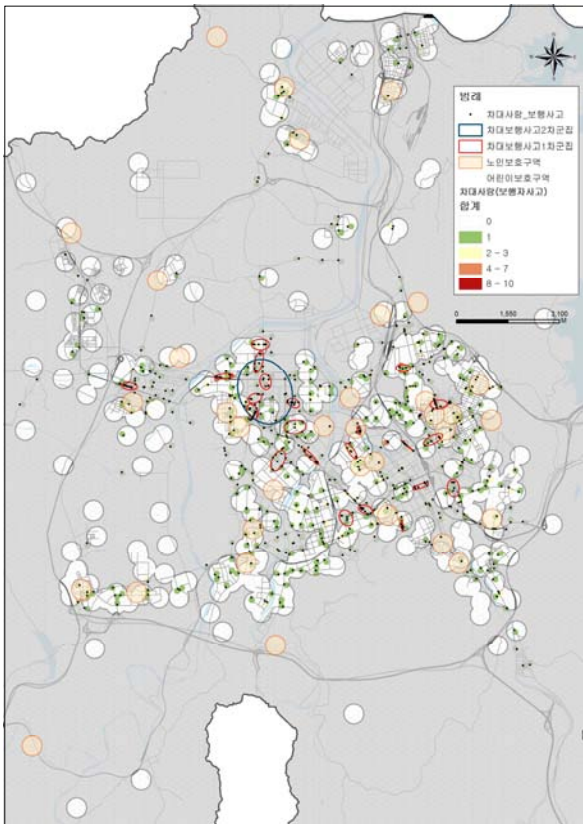 범례
차대사람_보행사고
차대보행사고2차군집
차대보행사고1차군집
노인보호구역
어린이보호구역
차대사람(보행자사고)
합계
0
1
2 - 3
4 - 7
8 - 10
0 1,550 3,100
M